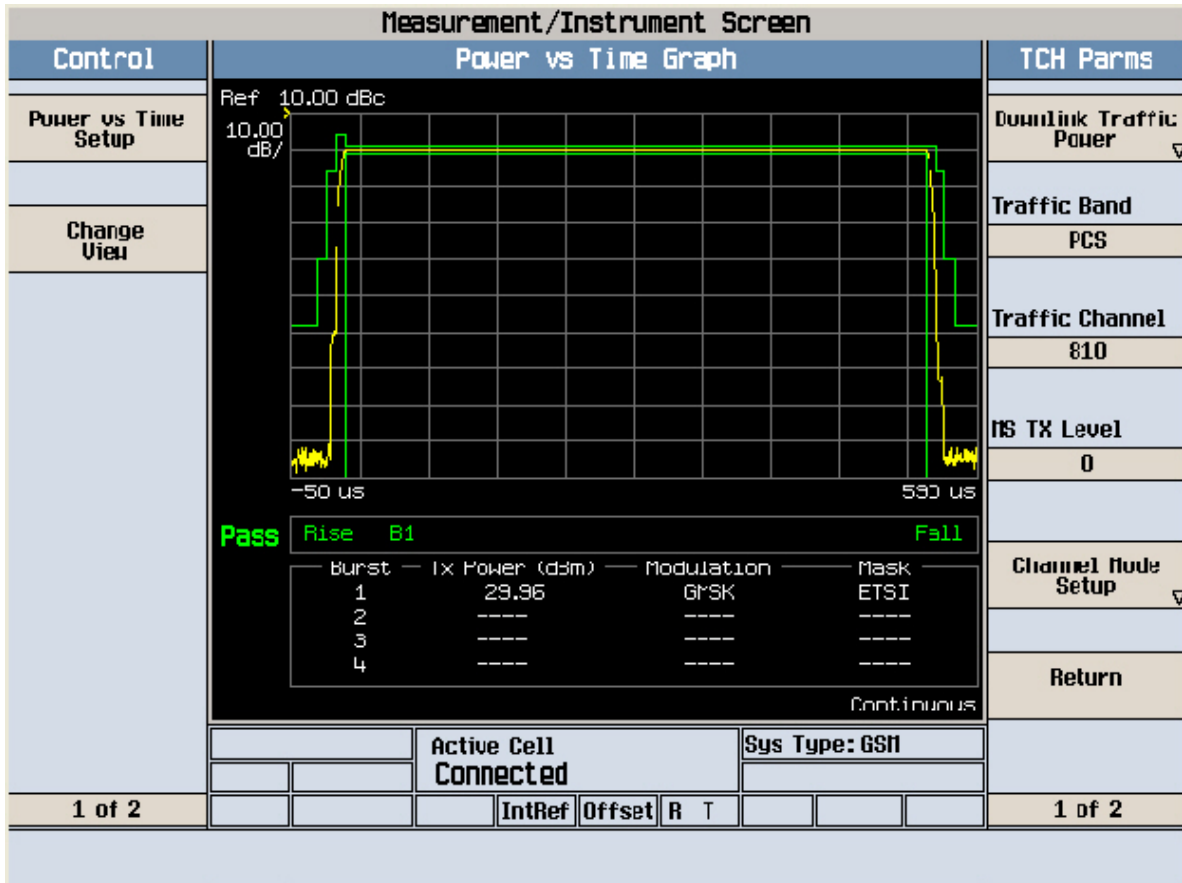 Measurement/Instrument Screen
Control
Power vs Time Graph
TCH Parms
Power vs Time
Setup
Change
View
1 of 2
Ref 10.00 dBc
10.00
dB/
-50 us
590 us
Pass
Rise B1 Fall
Burst Tx Power (dBm) Modulation Mask
1 29.96 GMSK ETSI
2 ---- ---- ----
3 ---- ---- ----
4 ---- ---- ----
Continuous
Active Cell
Connected
Sys Type: GSM
IntRef Offset R T
Downlink Traffic
Power
Traffic Band
PCS
Traffic Channel
810
MS TX Level
0
Channel Mode
Setup
Return
1 of 2